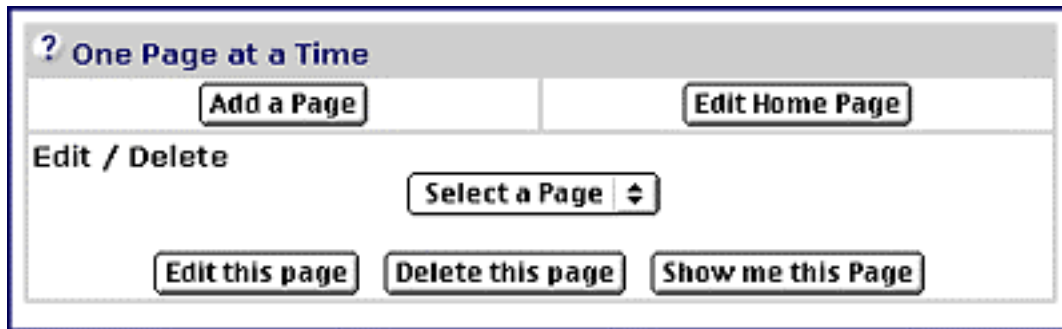 ? One Page at a Time
Add a Page Edit Home Page
Edit / Delete
Select a Page
Edit this page Delete this page Show me this Page